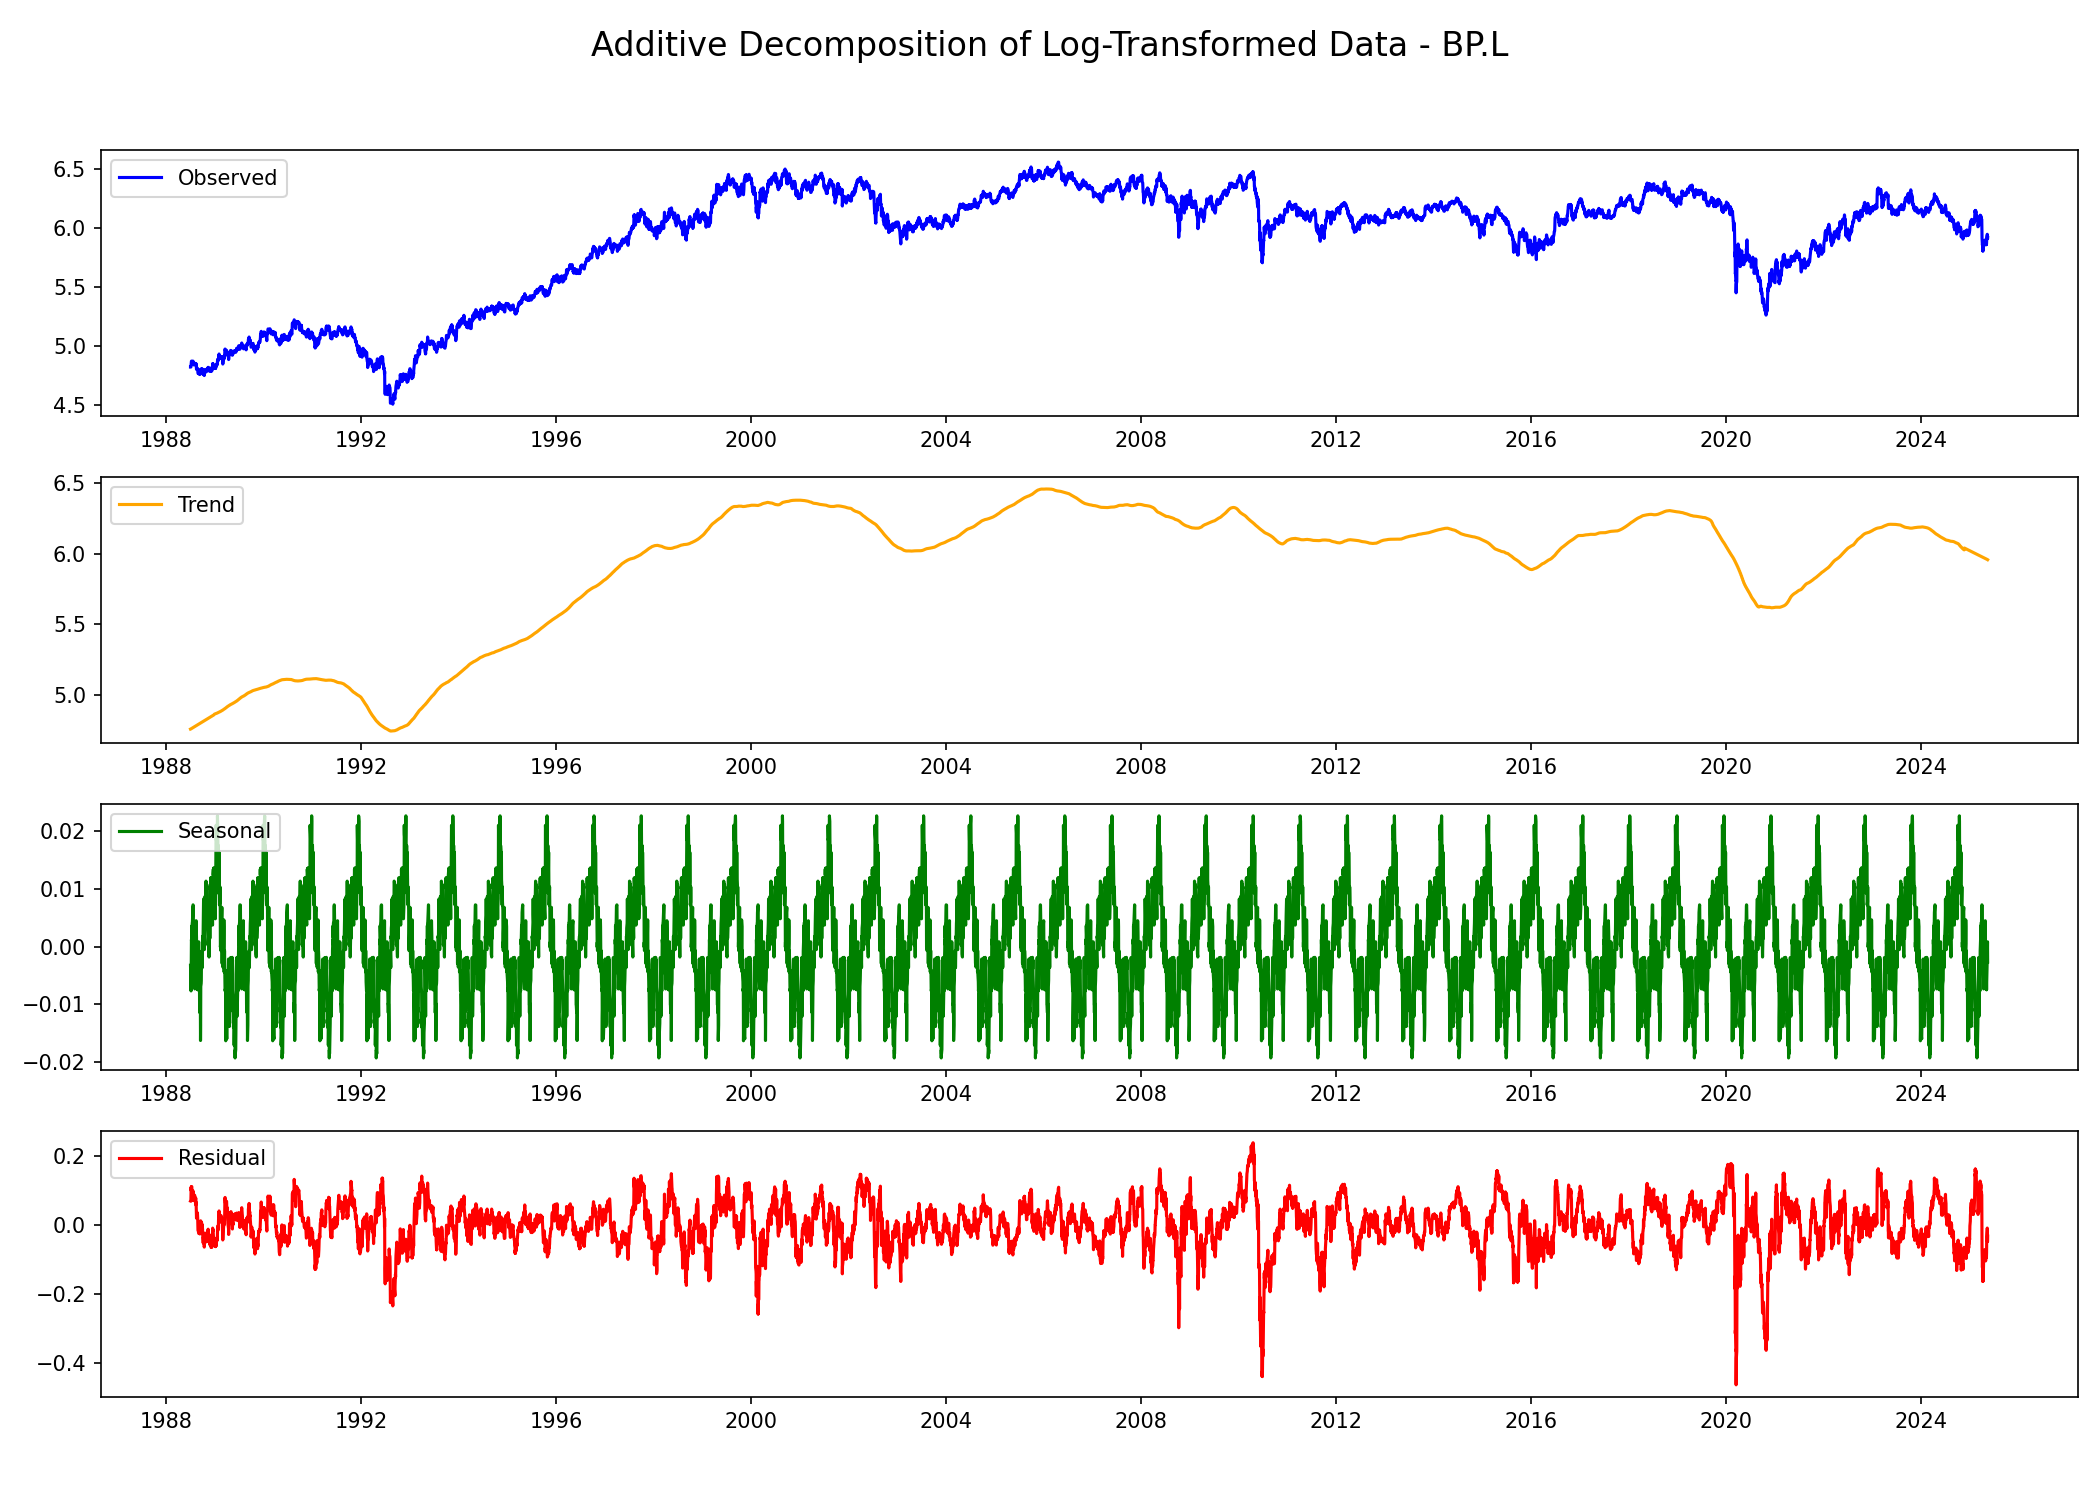 Additive Decomposition of Log-Transformed Data - BP.L
Observed
6.5
6.0
5.5
5.0
4.5
1988 1992 1996 2000 2004 2008 2012 2016 2020 2024
Trend
6.5
6.0
5.5
5.0
1988 1992 1996 2000 2004 2008 2012 2016 2020 2024
Seasonal
0.02
0.01
0.00
−0.01
−0.02
1988 1992 1996 2000 2004 2008 2012 2016 2020 2024
Residual
0.2
0.0
−0.2
−0.4
1988 1992 1996 2000 2004 2008 2012 2016 2020 2024